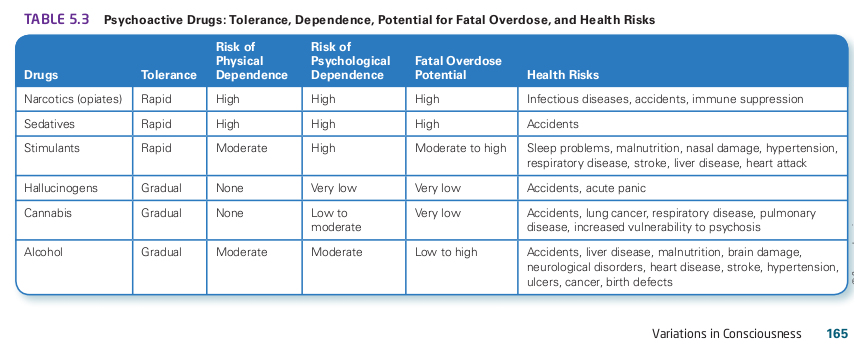 TABLE 5.3 Psychoactive Drugs: Tolerance, Dependence, Potential for Fatal Overdose, and Health Risks
Drugs Tolerance Risk of Physical Dependence Risk of Psychological Dependence Fatal Overdose Potential Health Risks
Narcotics (opiates) Rapid High High High Infectious diseases, accidents, immune suppression
Sedatives Rapid High High High Accidents
Stimulants Rapid Moderate High Moderate to high Sleep problems, malnutrition, nasal damage, hypertension,
respiratory disease, stroke, liver disease, heart attack
Hallucinogens Gradual None Very low Very low Accidents, acute panic
Cannabis Gradual None Low to moderate Very low Accidents, lung cancer, respiratory disease, pulmonary
disease, increased vulnerability to psychosis
Alcohol Gradual Moderate Moderate Low to high Accidents, liver disease, malnutrition, brain damage,
neurological disorders, heart disease, stroke, hypertension,
ulcers, cancer, birth defects
Variations in Consciousness 165